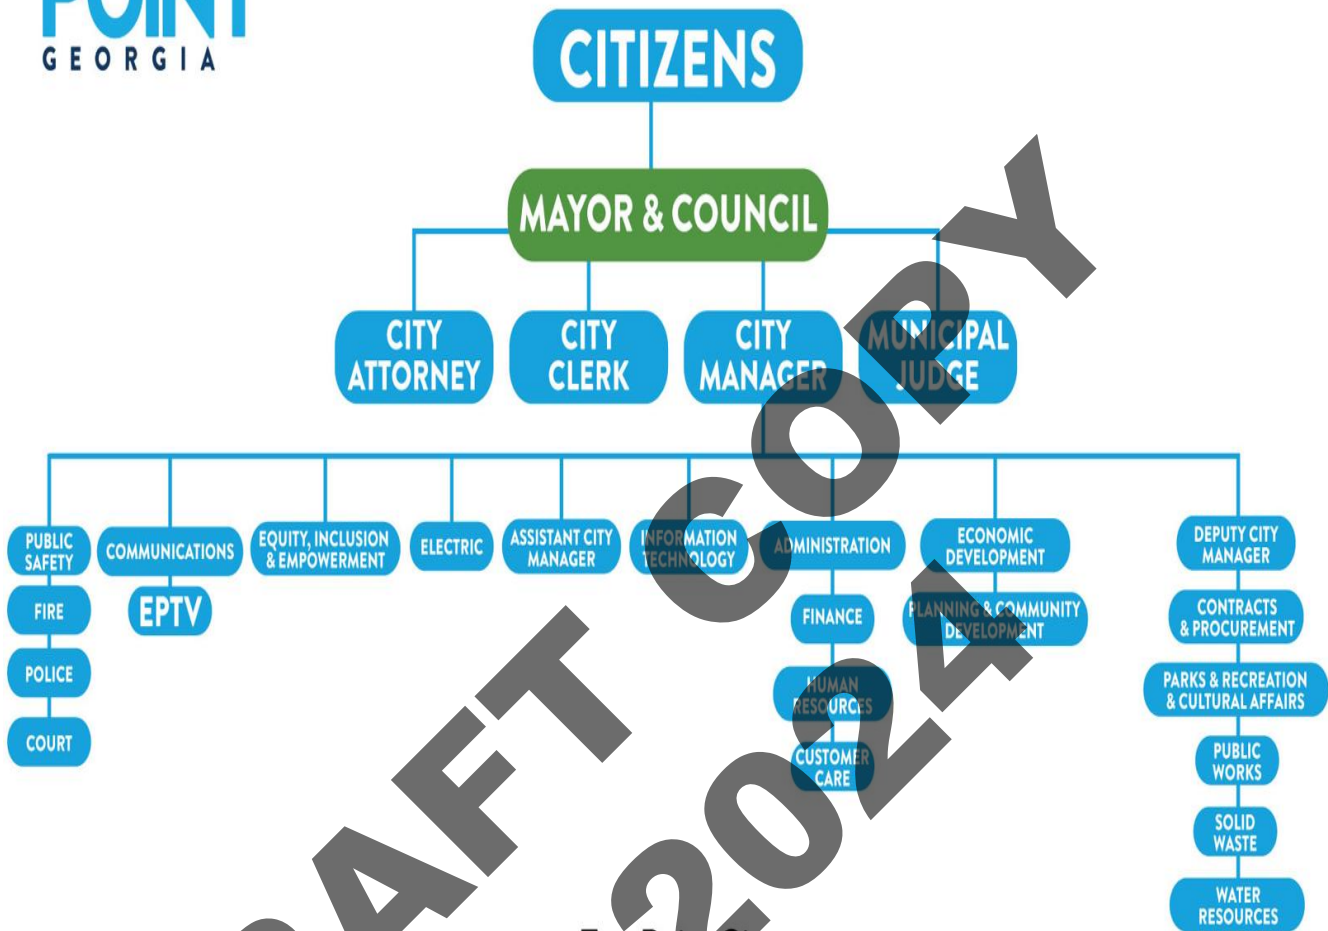 POINT
GEORGIA
CITIZENS
MAYOR & COUNCIL
CITY
ATTORNEY
CITY
CLERK
CITY
MANAGER
MUNICIPAL
JUDGE
PUBLIC
SAFETY
FIRE
POLICE
COURT
COMMUNICATIONS
EPTV
EQUITY, INCLUSION
& EMPOWERMENT
ELECTRIC
ASSISTANT CITY
MANAGER
INFORMATION
TECHNOLOGY
ADMINISTRATION
FINANCE
HUMAN
RESOURCES
CUSTOMER
CARE
ECONOMIC
DEVELOPMENT
PLANNING & COMMUNITY
DEVELOPMENT
DEPUTY CITY
MANAGER
CONTRACTS
& PROCUREMENT
PARKS & RECREATION
& CULTURAL AFFAIRS
PUBLIC
WORKS
SOLID
WASTE
WATER
RESOURCES
RAFT COPY
2024